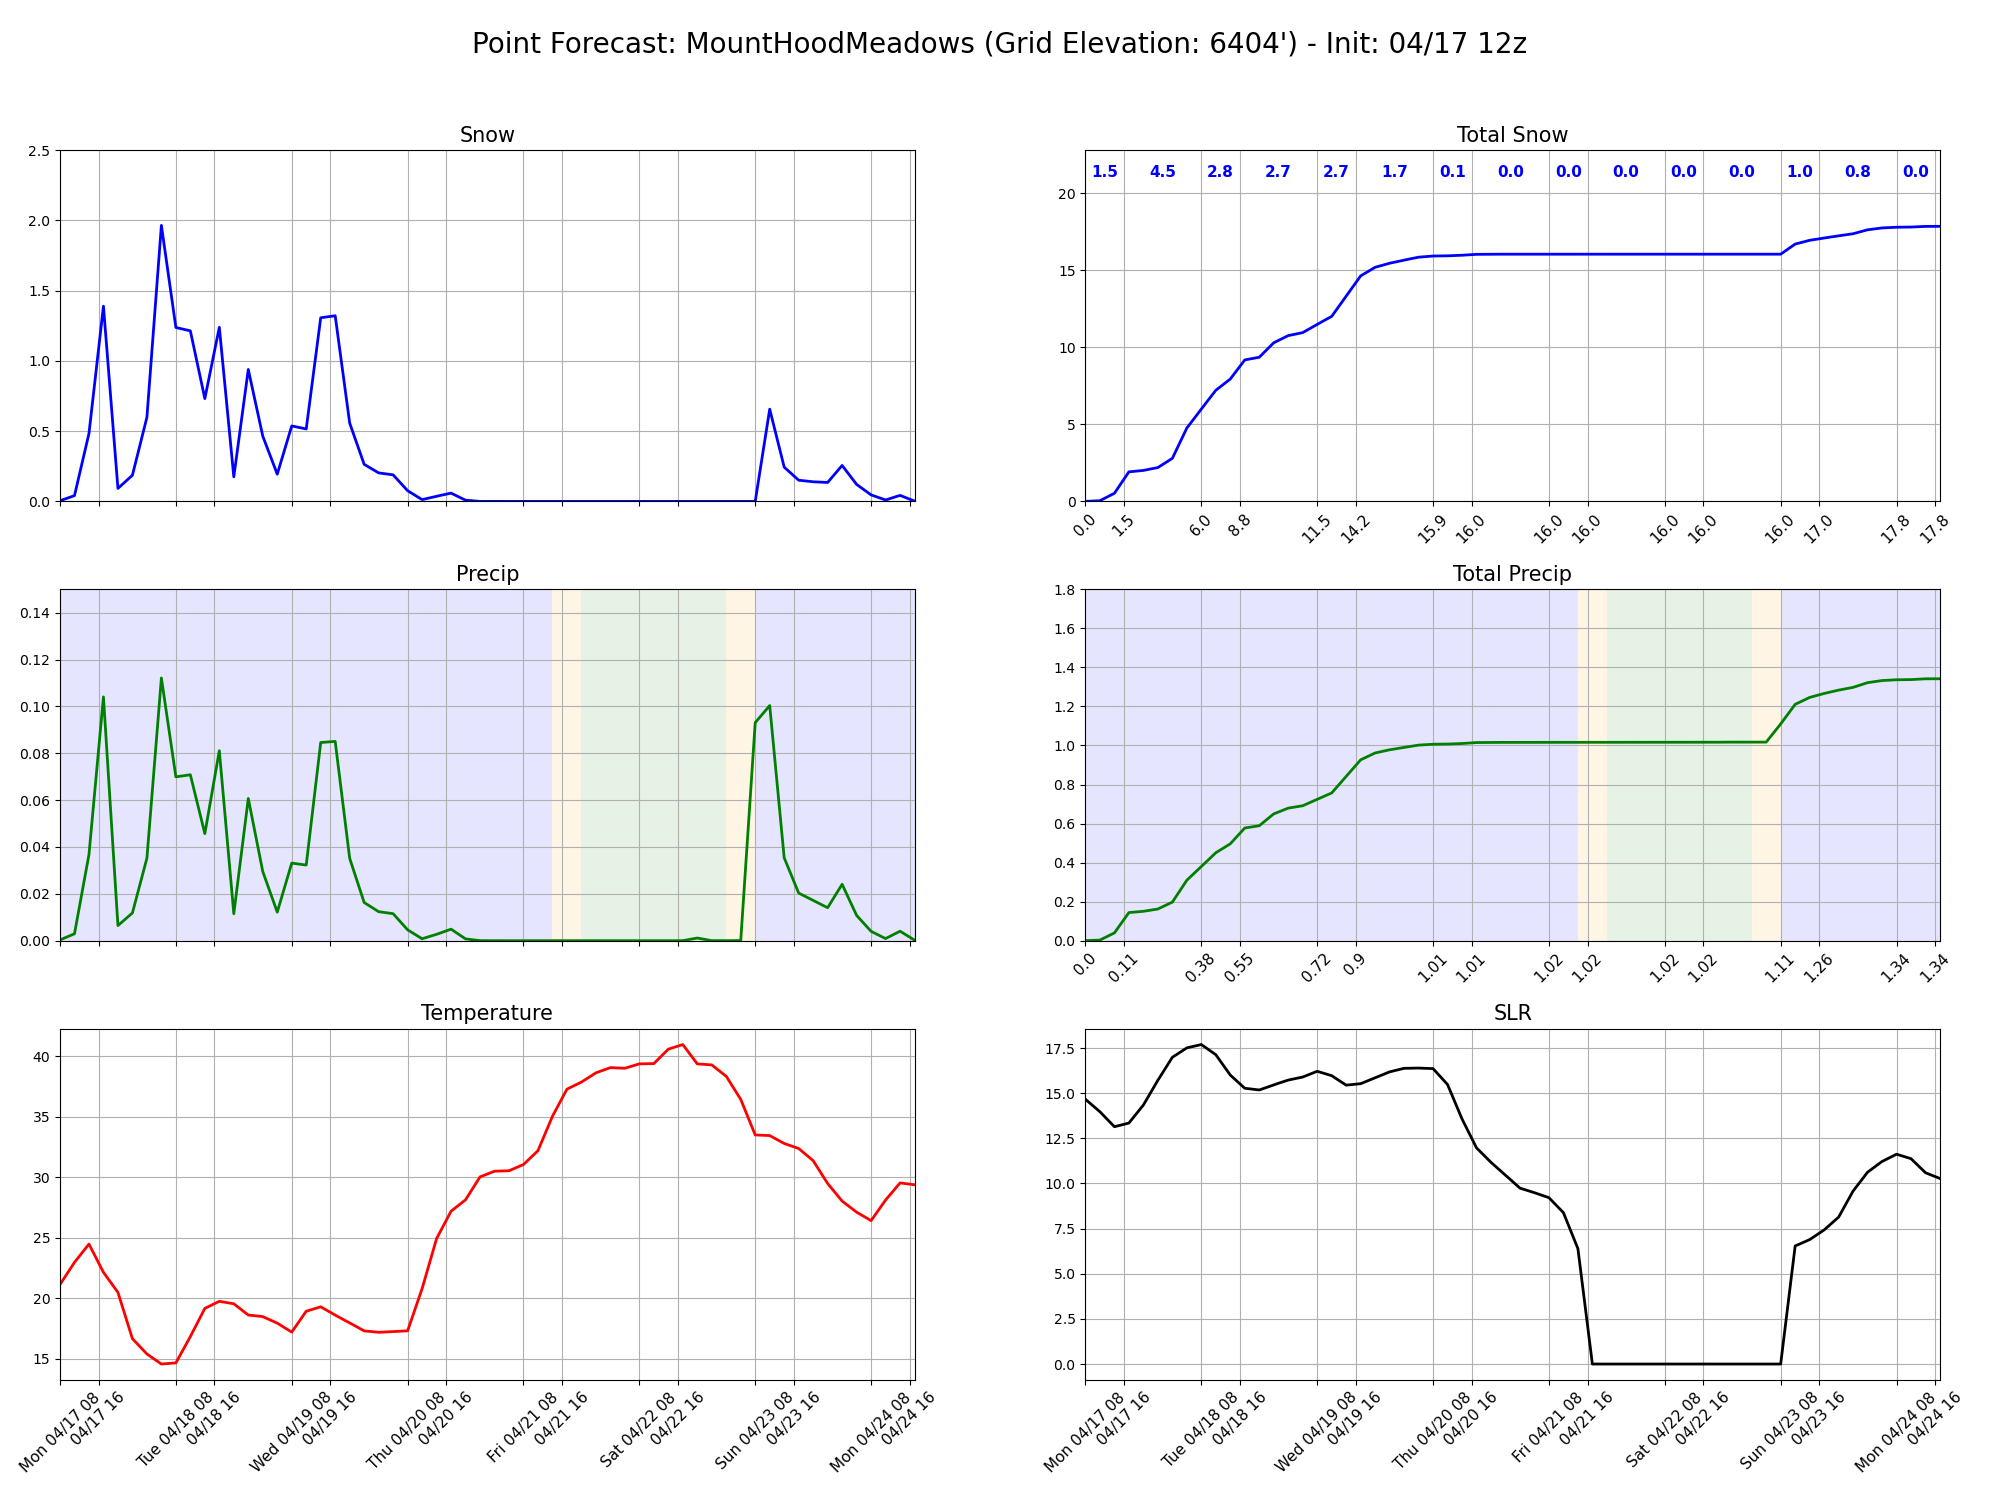 Point Forecast: MountHoodMeadows (Grid Elevation: 6404') - Init: 04/17 12z
Snow
2.5
2.0
1.5
1.0
0.5
0.0
Total Snow
1.5 4.5 2.8 2.7 2.7 1.7 0.1 0.0 0.0 0.0 0.0 0.0 1.0 0.8 0.0
20
15
10
5
0
0.0 1.5 6.0 8.8 11.5 14.2 15.9 16.0 16.0 16.0 16.0 16.0 16.0 17.0 17.8 17.8
Precip
0.14
0.12
0.10
0.08
0.06
0.04
0.02
0.00
Total Precip
1.8
1.6
1.4
1.2
1.0
0.8
0.6
0.4
0.2
0.0
0.0 0.11 0.38 0.55 0.72 0.9 1.01 1.01 1.02 1.02 1.02 1.02 1.11 1.26 1.34 1.34
Temperature
40
35
30
25
20
15
Mon 04/17 08
04/17 16
Tue 04/18 08
04/18 16
Wed 04/19 08
04/19 16
Thu 04/20 08
04/20 16
Fri 04/21 08
04/21 16
Sat 04/22 08
04/22 16
Sun 04/23 08
04/23 16
Mon 04/24 08
04/24 16
SLR
17.5
15.0
12.5
10.0
7.5
5.0
2.5
0.0
Mon 04/17 08
04/17 16
Tue 04/18 08
04/18 16
Wed 04/19 08
04/19 16
Thu 04/20 08
04/20 16
Fri 04/21 08
04/21 16
Sat 04/22 08
04/22 16
Sun 04/23 08
04/23 16
Mon 04/24 08
04/24 16